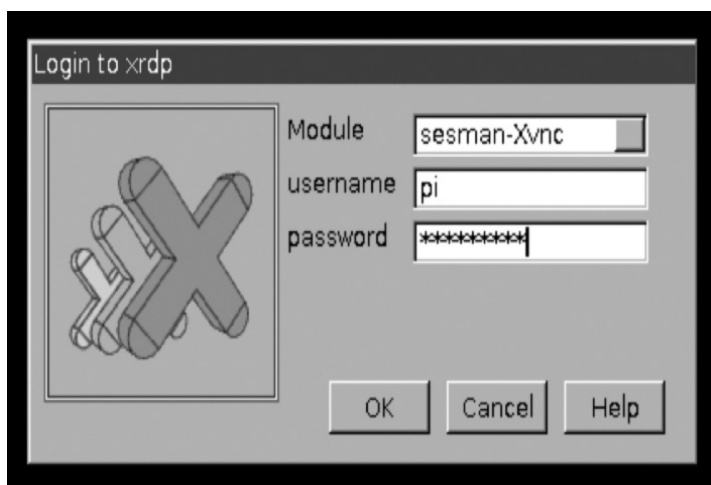 Login to xrdp
Module sesman-Xvnc
username pi
password *********
OK Cancel Help